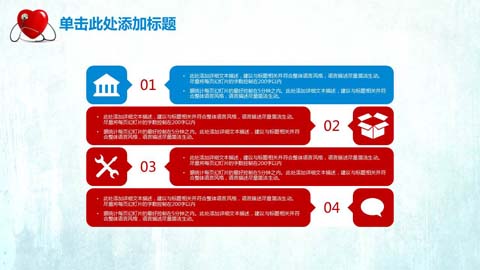 单击此处添加标题
01
• 此处添加详细文本描述，建议与标题相关并符合整体语言风格，语言描述尽量简洁生动。
尽量将每页幻灯片的字数控制在200字以内
• 据统计每页幻灯片的最好控制在5分钟之内。此处添加详细文本描述，建议与标题相关并符
合整体语言风格，语言描述尽量简洁生动。
• 此处添加详细文本描述，建议与标题相关并符合整体语言风格，语言描述尽量简洁生动。
尽量将每页幻灯片的字数控制在200字以内
• 据统计每页幻灯片的最好控制在5分钟之内。此处添加详细文本描述，建议与标题相关并符
合整体语言风格，语言描述尽量简洁生动。
02
03
• 此处添加详细文本描述，建议与标题相关并符合整体语言风格，语言描述尽量简洁生动。
尽量将每页幻灯片的字数控制在200字以内
• 据统计每页幻灯片的最好控制在5分钟之内。此处添加详细文本描述，建议与标题相关并符
合整体语言风格，语言描述尽量简洁生动。
• 此处添加详细文本描述，建议与标题相关并符合整体语言风格，语言描述尽量简洁生动。
尽量将每页幻灯片的字数控制在200字以内
• 据统计每页幻灯片的最好控制在5分钟之内。此处添加详细文本描述，建议与标题相关并符
合整体语言风格，语言描述尽量简洁生动。
04